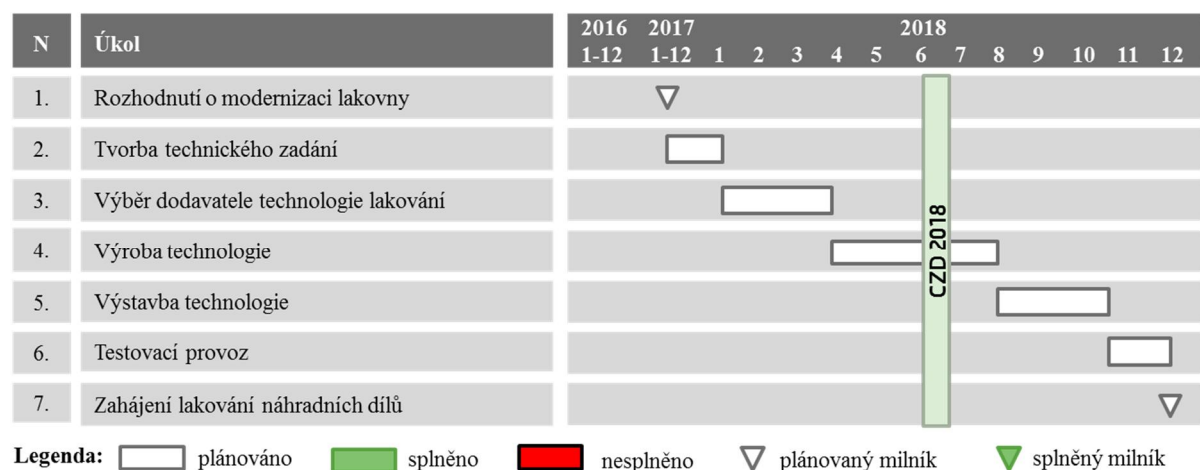 N Úkol 2016 2017 2018
1-12 1-12 1 2 3 4 5 6 7 8 9 10 11 12
1. Rozhodnutí o modernizaci lakovny
2. Tvorba technického zadání
3. Výběr dodavatele technologie lakování
4. Výroba technologie
5. Výstavba technologie
6. Testovací provoz
7. Zahájení lakování náhradních dílů
CZD 2018
Legenda: plánováno splněno nesplněno plánovaný milník splněný milník